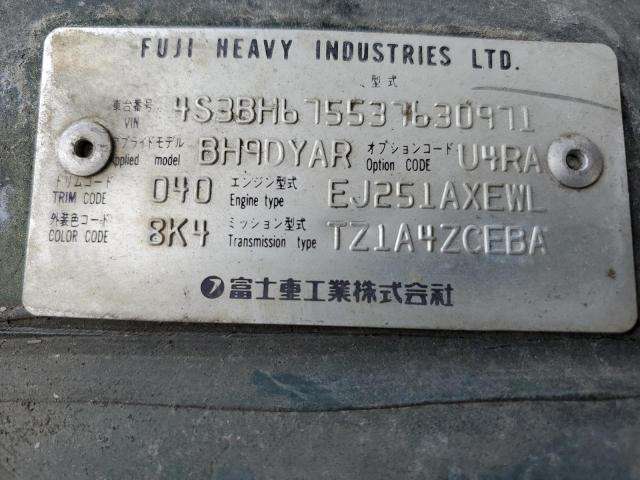 FUJI HEAVY INDUSTRIES LTD.
型式
車台番号 4S3BH675537630971
VIN
プライドモデル BH9DYAR オプションコード U4RA
pplied model Option CODE
トリムコード 040 エンジン型式 EJ251AXEWL
TRIM CODE Engine type
外装色コード 8K4 ミッション型式 TZ1A4ZCEBA
COLOR CODE Transmission type
富士重工業株式会社